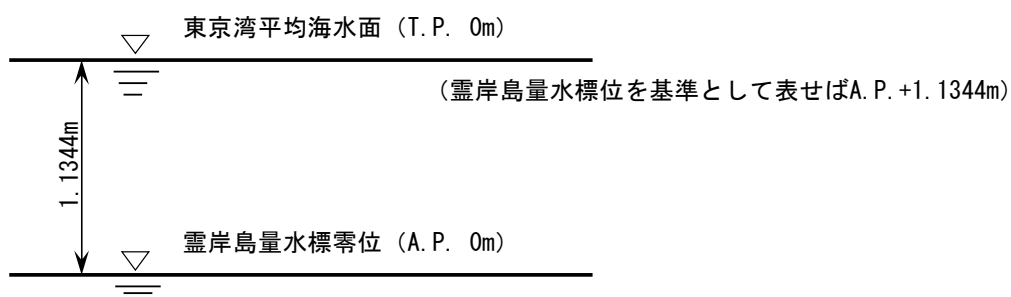 東京湾平均海水面（T.P. 0m）
（霊岸島量水標位を基準として表せばA.P.+1.1344m）
1.1344m
霊岸島量水標零位（A.P. 0m）